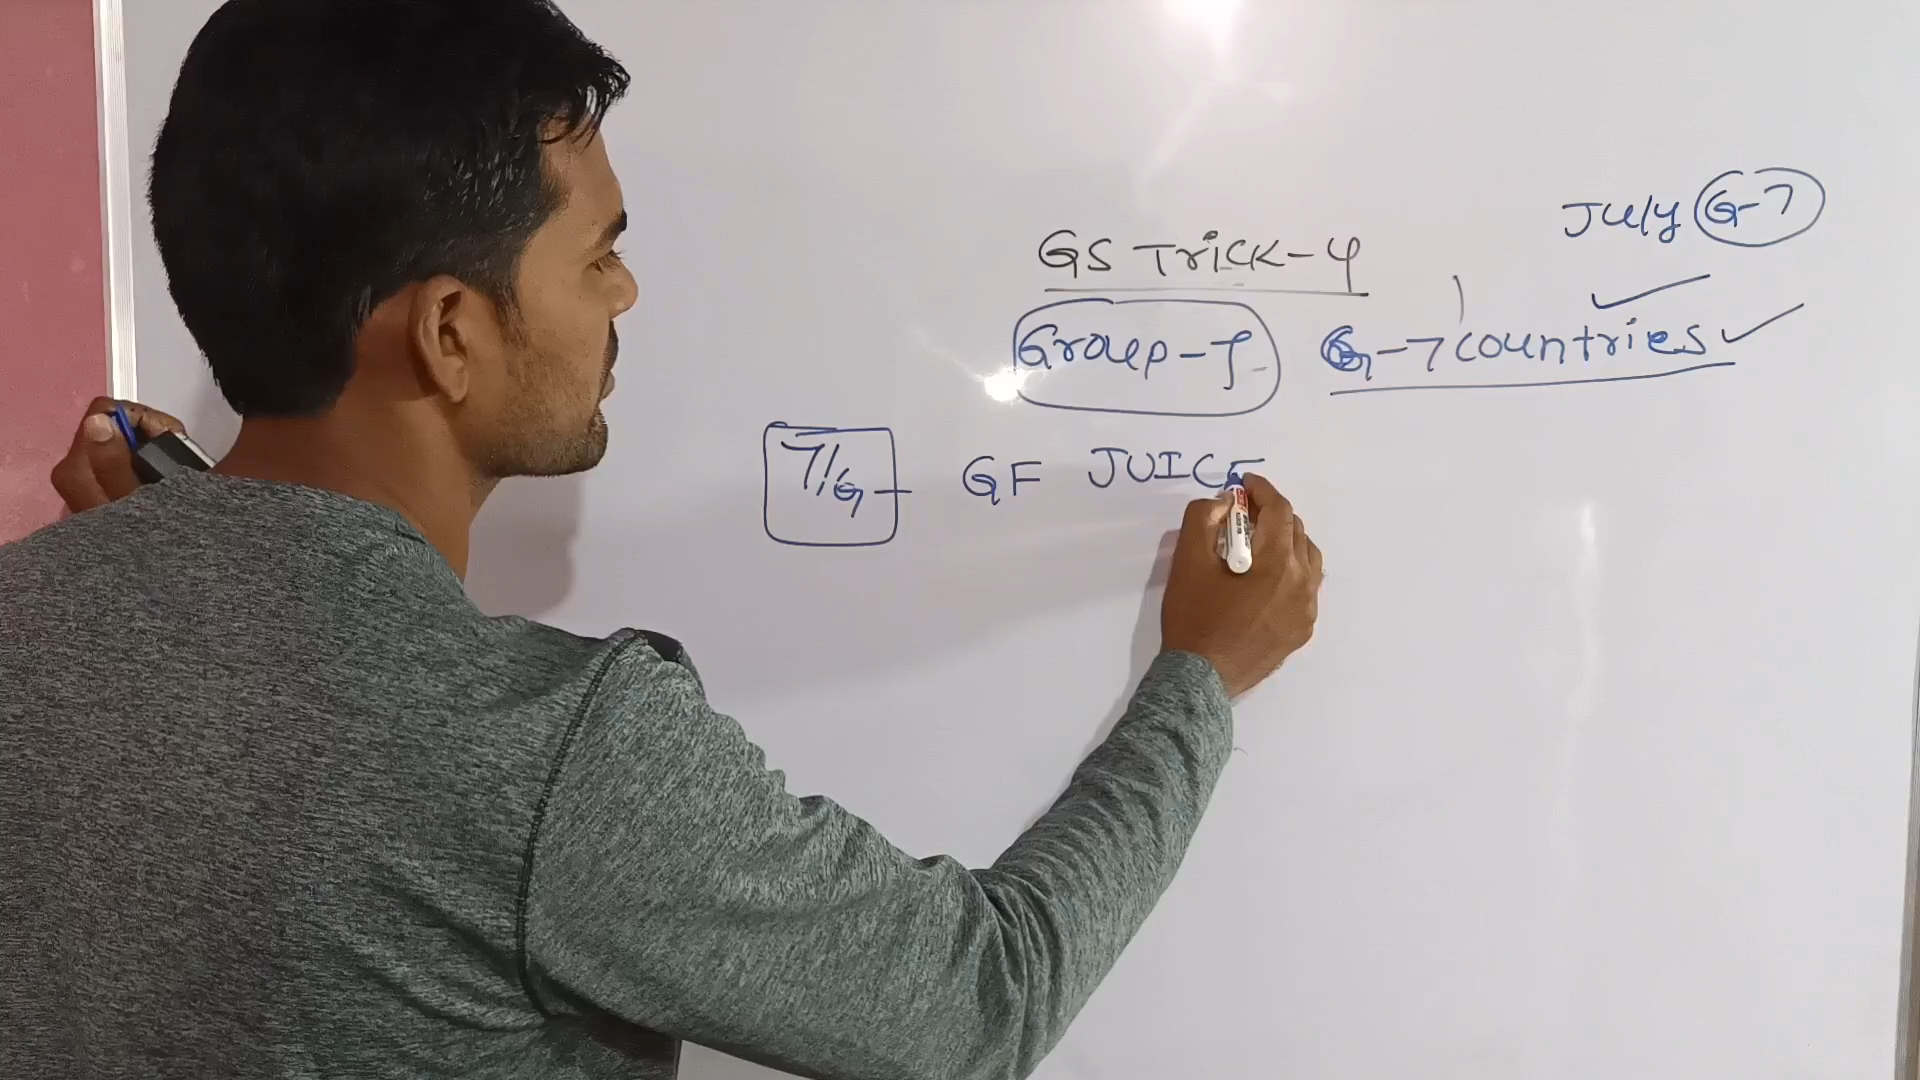 July G-7
GS Trick-4
Group-7 G-7 countries
7/G GF JUICE